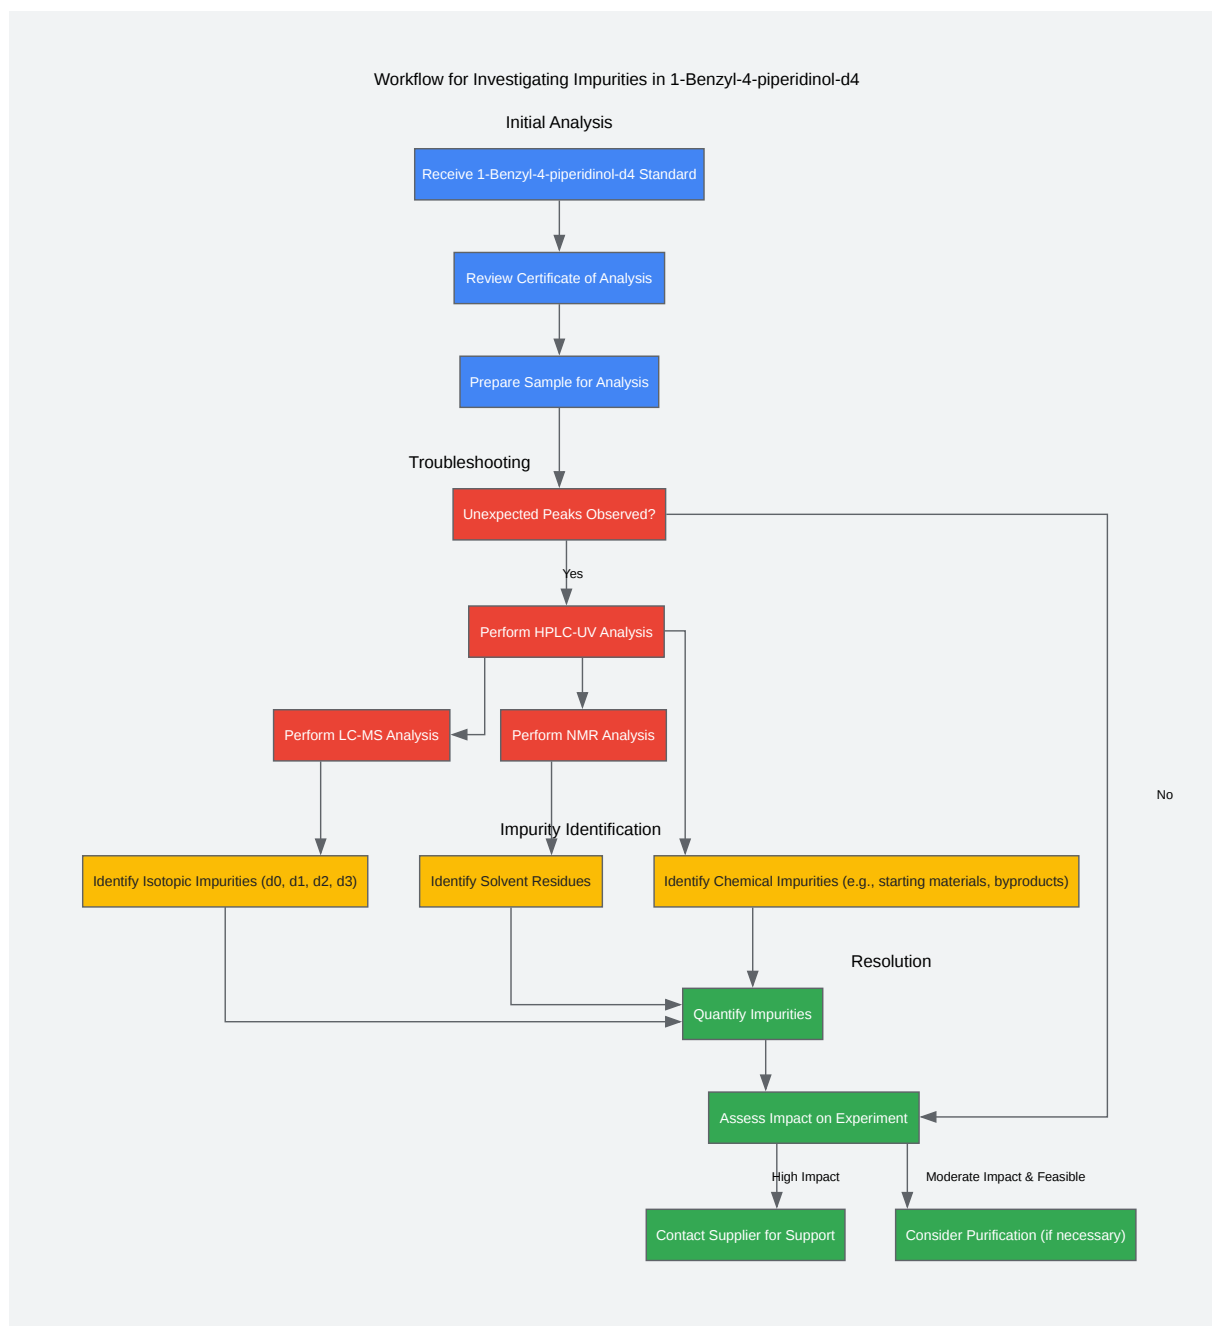 Workflow for Investigating Impurities in 1-Benzyl-4-piperidinol-d4
Initial Analysis
Receive 1-Benzyl-4-piperidinol-d4 Standard
Review Certificate of Analysis
Prepare Sample for Analysis
Troubleshooting
Unexpected Peaks Observed?
Yes
Perform HPLC-UV Analysis
Perform LC-MS Analysis
Perform NMR Analysis
No
Impurity Identification
Identify Isotopic Impurities (d0, d1, d2, d3)
Identify Solvent Residues
Identify Chemical Impurities (e.g., starting materials, byproducts)
Resolution
Quantify Impurities
Assess Impact on Experiment
High Impact
Moderate Impact & Feasible
Contact Supplier for Support
Consider Purification (if necessary)